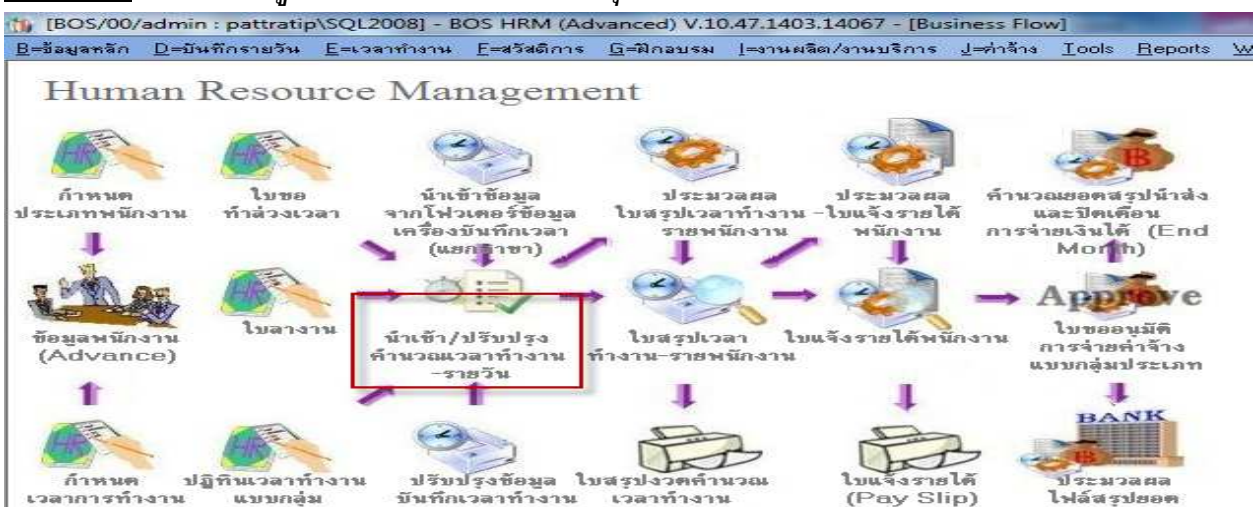 [BOS/00/admin : pattratip\SQL2008] - BOS HRM (Advanced) V.10.47.1403.14067 - [Business Flow]
B=ข้อมูลหลัก D=บันทึกรายวัน E=เวลาทำงาน F=สวัสดิการ G=ฝึกอบรม I=งานผลิต/งานบริการ J=ค่าจ้าง Tools Reports
Human Resource Management
กำหนด
ประเภทพนักงาน
ใบขอ
ทำล่วงเวลา
นำเข้าข้อมูล
จากโฟวเดอร์ข้อมูล
เครื่องบันทึกเวลา
(แยกสาขา)
ประมวลผล
ใบสรุปเวลาทำงาน
รายพนักงาน
ประมวลผล
-ใบแจ้งรายได้
พนักงาน
คำนวณยอดสรุปนำส่ง
และปิดเดือน
การจ่ายเงินได้ (End
Month)
ข้อมูลพนักงาน
(Advance)
ใบลางาน
นำเข้า/ปรับปรุง
คำนวณเวลาทำงาน
-รายวัน
ใบสรุปเวลา
ทำงาน-รายพนักงาน
ใบแจ้งรายได้พนักงาน
Approve
ใบขออนุมัติ
การจ่ายค่าจ้าง
แบบกลุ่มประเภท
กำหนด
เวลาการทำงาน
ปฏิทินเวลาทำงาน
แบบกลุ่ม
ปรับปรุงข้อมูล
บันทึกเวลาทำงาน
ใบสรุปงวดคำนวณ
เวลาทำงาน
ใบแจ้งรายได้
(Pay Slip)
BANK
ประมวลผล
ไฟล์สรุปยอด